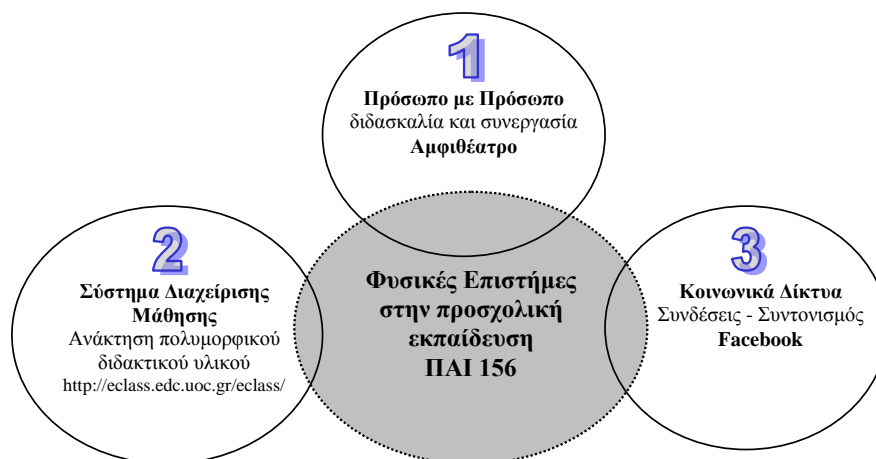 1
Πρόσωπο με Πρόσωπο
διδασκαλία και συνεργασία
Αμφιθέατρο
2
Σύστημα Διαχείρισης
Μάθησης
Ανάκτηση πολυμορφικού
διδακτικού υλικού
http://eclass.edc.uoc.gr/eclass/
Φυσικές Επιστήμες
στην προσχολική
εκπαίδευση
ΠΑΙ 156
3
Κοινωνικά Δίκτυα
Συνδέσεις - Συντονισμός
Facebook